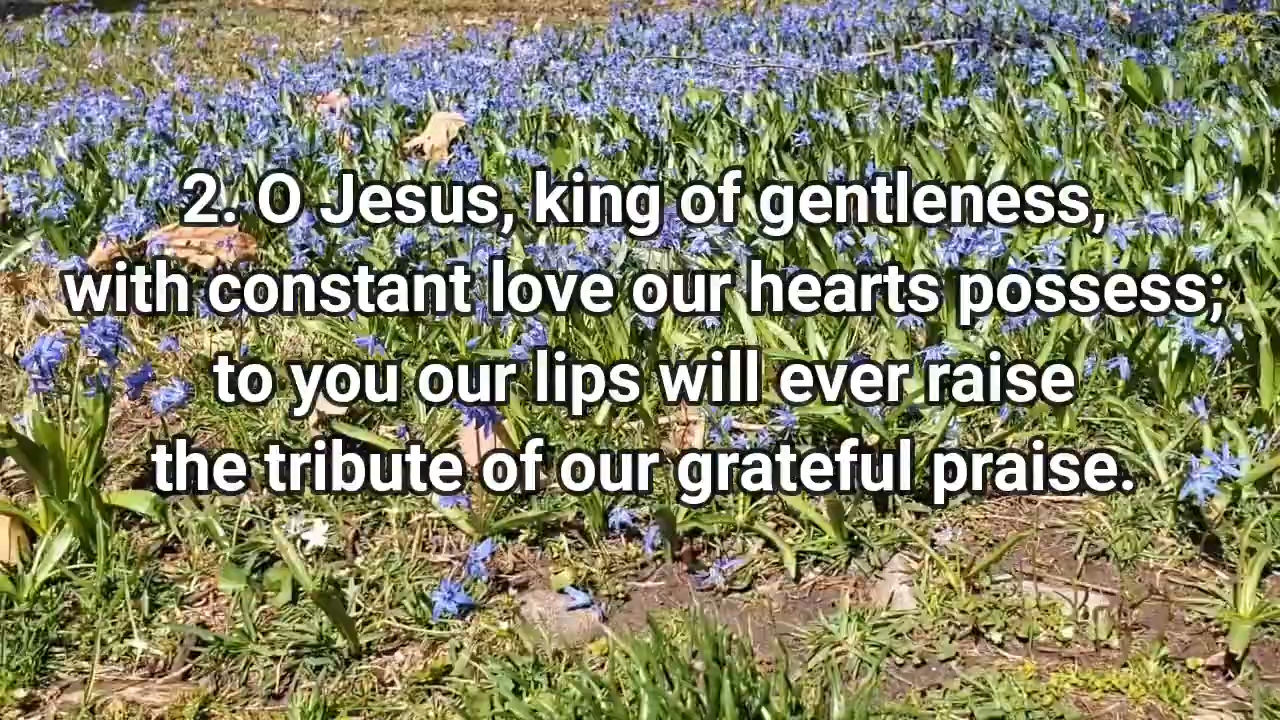 2. O Jesus, king of gentleness,
with constant love our hearts possess;
to you our lips will ever raise
the tribute of our grateful praise.